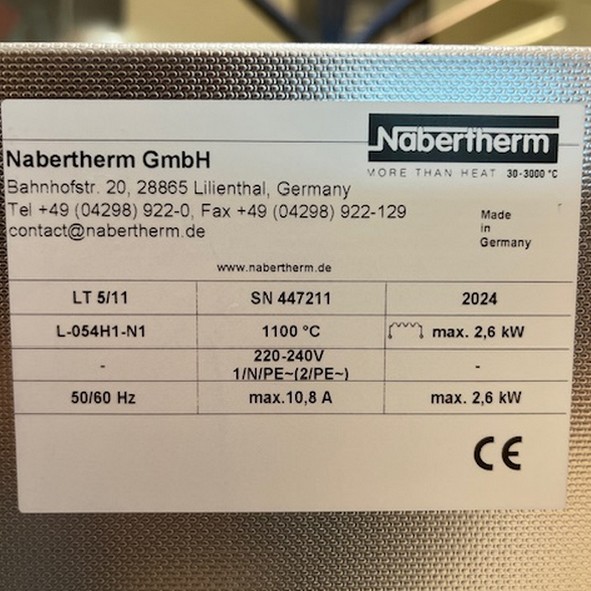 Nabertherm
MORE THAN HEAT 30-3000 °C
Nabertherm GmbH
Bahnhofstr. 20, 28865 Lilienthal, Germany
Tel +49 (04298) 922-0, Fax +49 (04298) 922-129
contact@nabertherm.de
Made
in
Germany
www.nabertherm.de
LT 5/11 SN 447211 2024
L-054H1-N1 1100 °C max. 2,6 kW
- 220-240V -
1/N/PE~(2/PE~)
50/60 Hz max.10,8 A max. 2,6 kW
CE